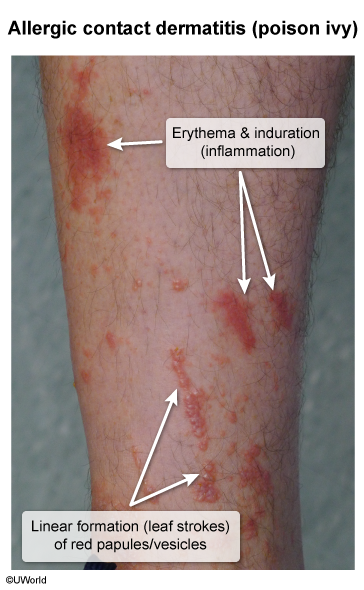 Allergic contact dermatitis (poison ivy)
Erythema & induration
(inflammation)
Linear formation (leaf strokes)
of red papules/vesicles
©UWorld